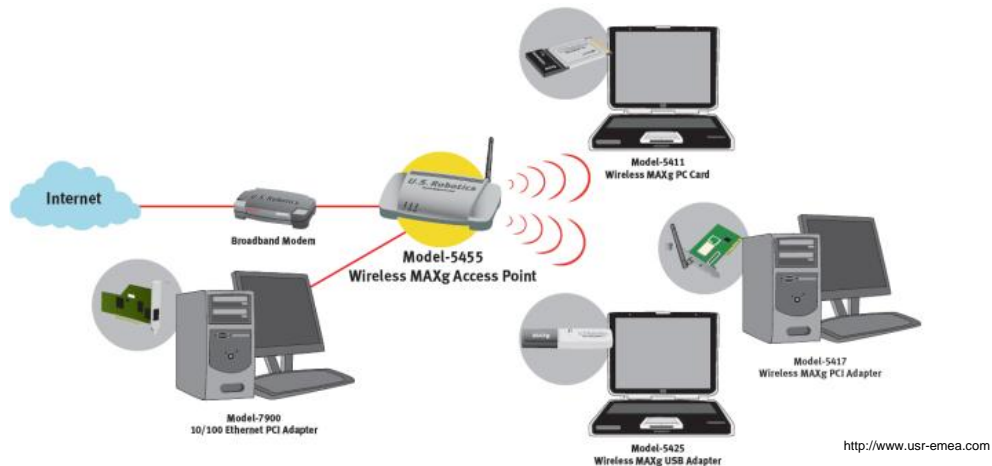 Internet
U.S. Robotics
Broadband Modem
U.S. Robotics
Model-5455
Wireless MAXg Access Point
Model-5411
Wireless MAXg PC Card
Model-5417
Wireless MAXg PCI Adapter
Model-7900
10/100 Ethernet PCI Adapter
Model-5425
Wireless MAXg USB Adapter
http://www.usr-emea.com